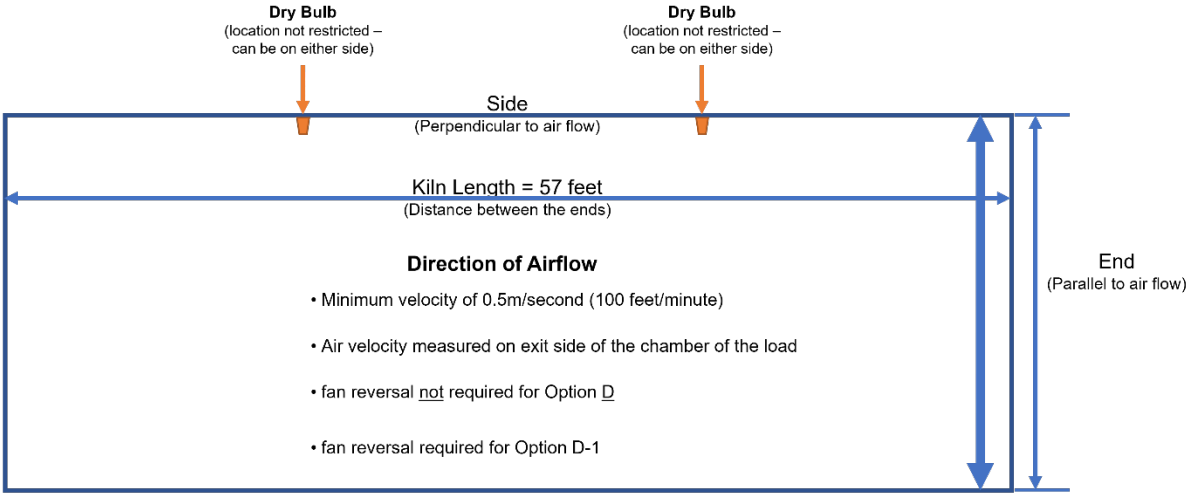 Dry Bulb
(location not restricted –
can be on either side)
Dry Bulb
(location not restricted –
can be on either side)
Side
(Perpendicular to air flow)
Kiln Length = 57 feet
(Distance between the ends)
Direction of Airflow
• Minimum velocity of 0.5m/second (100 feet/minute)
• Air velocity measured on exit side of the chamber of the load
• fan reversal not required for Option D
• fan reversal required for Option D-1
End
(Parallel to air flow)